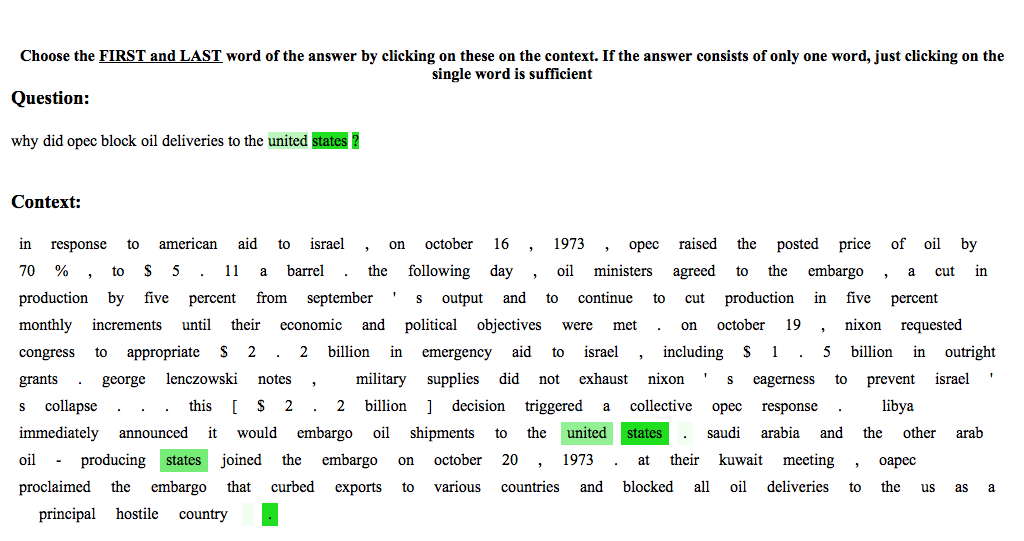 Choose the FIRST and LAST word of the answer by clicking on these on the context. If the answer consists of only one word, just clicking on the
single word is sufficient
Question:
why did opec block oil deliveries to the united states ?
Context:
in response to american aid to israel , on october 16 , 1973 , opec raised the posted price of oil by
70 % , to $ 5 . 11 a barrel . the following day , oil ministers agreed to the embargo , a cut in
production by five percent from september ' s output and to continue to cut production in five percent
monthly increments until their economic and political objectives were met . on october 19 , nixon requested
congress to appropriate $ 2 . 2 billion in emergency aid to israel , including $ 1 . 5 billion in outright
grants . george lenczowski notes , military supplies did not exhaust nixon ' s eagerness to prevent israel '
s collapse . . . this [ $ 2 . 2 billion ] decision triggered a collective opec response . libya
immediately announced it would embargo oil shipments to the united states . saudi arabia and the other arab
oil - producing states joined the embargo on october 20 , 1973 . at their kuwait meeting , oapec
proclaimed the embargo that curbed exports to various countries and blocked all oil deliveries to the us as a
principal hostile country .